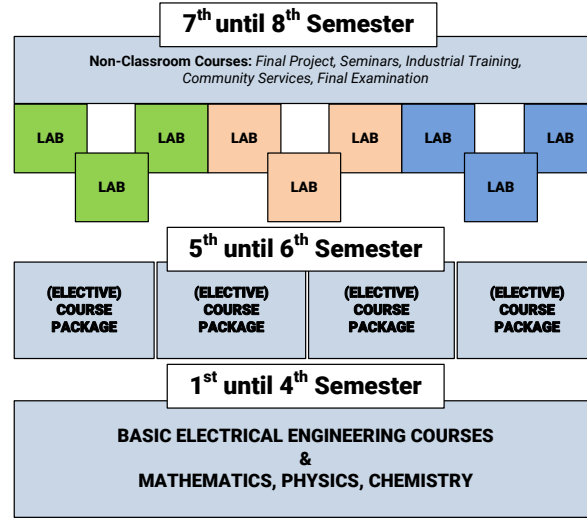 7th until 8th Semester
Non-Classroom Courses: Final Project, Seminars, Industrial Training,
Community Services, Final Examination
LAB LAB LAB LAB LAB LAB
LAB LAB LAB
5th until 6th Semester
(ELECTIVE) (ELECTIVE) (ELECTIVE) (ELECTIVE)
COURSE COURSE COURSE COURSE
PACKAGE PACKAGE PACKAGE PACKAGE
1st until 4th Semester
BASIC ELECTRICAL ENGINEERING COURSES
&
MATHEMATICS, PHYSICS, CHEMISTRY